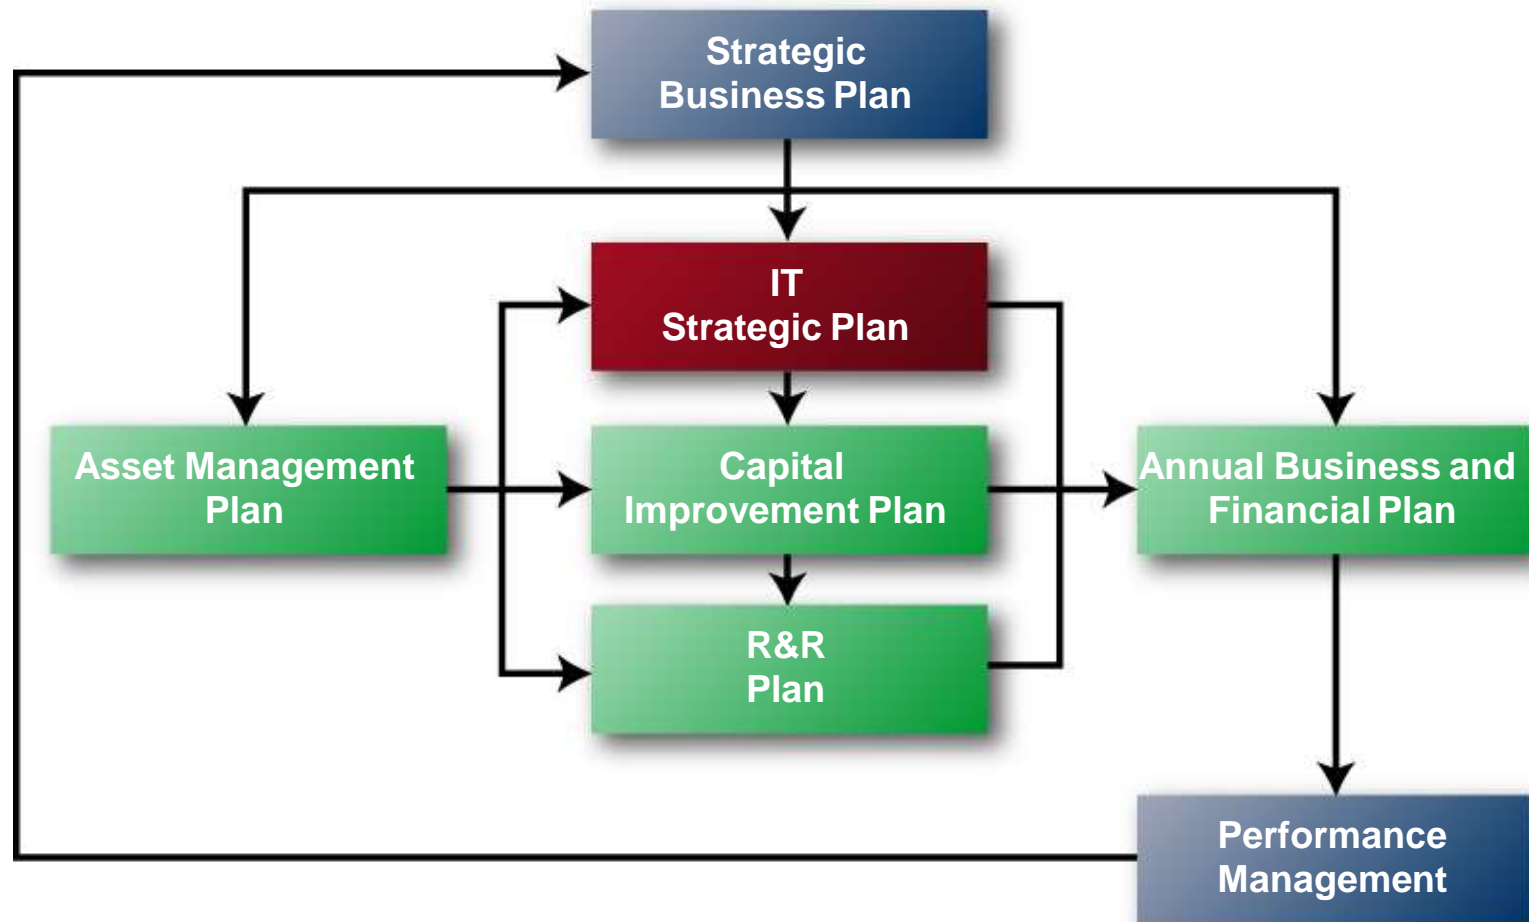 Strategic
Business Plan
IT
Strategic Plan
Asset Management
Plan
Capital
Improvement Plan
Annual Business and
Financial Plan
R&R
Plan
Performance
Management